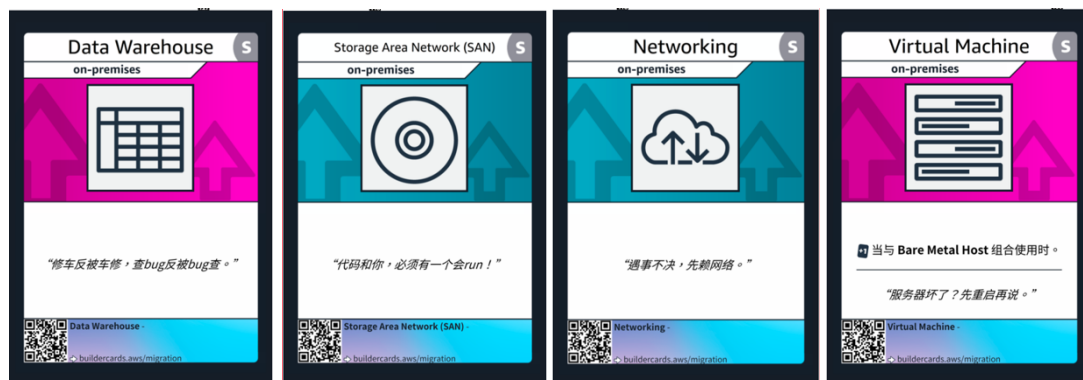 Data Warehouse
S
on-premises
“修车反被车修，查bug反被bug查。”
Data Warehouse -
buildercards.aws/migration
Storage Area Network (SAN)
S
on-premises
“代码和你，必须有一个会run！”
Storage Area Network (SAN) -
buildercards.aws/migration
Networking
S
on-premises
“遇事不决，先赖网络。”
Networking -
buildercards.aws/migration
Virtual Machine
S
on-premises
+1 当与 Bare Metal Host 组合使用时。
“服务器坏了？先重启再说。”
Virtual Machine -
buildercards.aws/migration